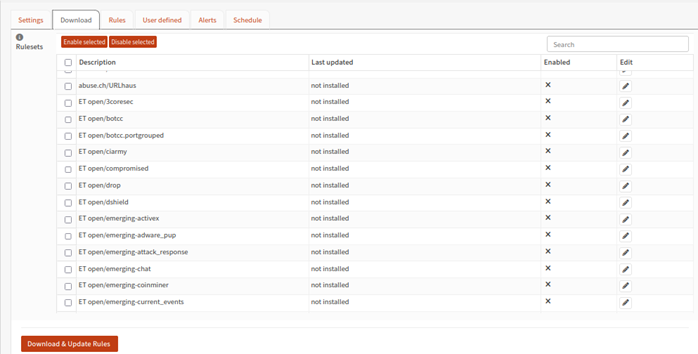 Settings Download Rules User defined Alerts Schedule
Rulesets
Enable selected Disable selected
Search
Description Last updated Enabled Edit
abuse.ch/URLhaus not installed
ET open/3coresec not installed
ET open/botcc not installed
ET open/botcc.portgrouped not installed
ET open/ciarmy not installed
ET open/compromised not installed
ET open/drop not installed
ET open/dshield not installed
ET open/emerging-activex not installed
ET open/emerging-adware_pup not installed
ET open/emerging-attack_response not installed
ET open/emerging-chat not installed
ET open/emerging-coinminer not installed
ET open/emerging-current_events not installed
Download & Update Rules